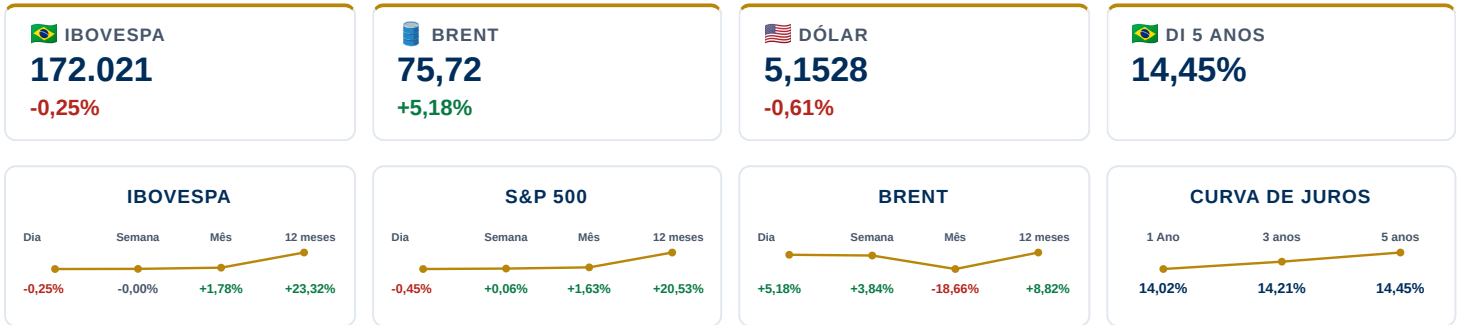 IBOVESPA
172.021
-0,25%
BRENT
75,72
+5,18%
DÓLAR
5,1528
-0,61%
DI 5 ANOS
14,45%
IBOVESPA
Dia Semana Mês 12 meses
-0,25% -0,00% +1,78% +23,32%
S&P 500
Dia Semana Mês 12 meses
-0,45% +0,06% +1,63% +20,53%
BRENT
Dia Semana Mês 12 meses
+5,18% +3,84% -18,66% +8,82%
CURVA DE JUROS
1 Ano 3 anos 5 anos
14,02% 14,21% 14,45%